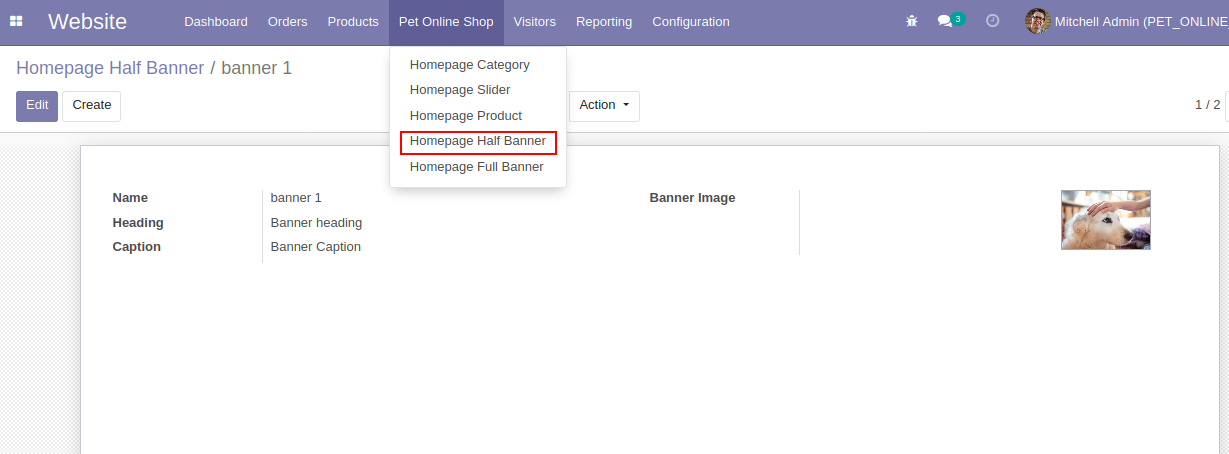 Website Dashboard Orders Products Pet Online Shop Visitors Reporting Configuration 3 Mitchell Admin (PET_ONLINE_
Homepage Half Banner / banner 1
Homepage Category
Homepage Slider
Homepage Product
Homepage Half Banner
Homepage Full Banner
Edit Create Action 1 / 2
Name banner 1 Banner Image
Heading Banner heading
Caption Banner Caption